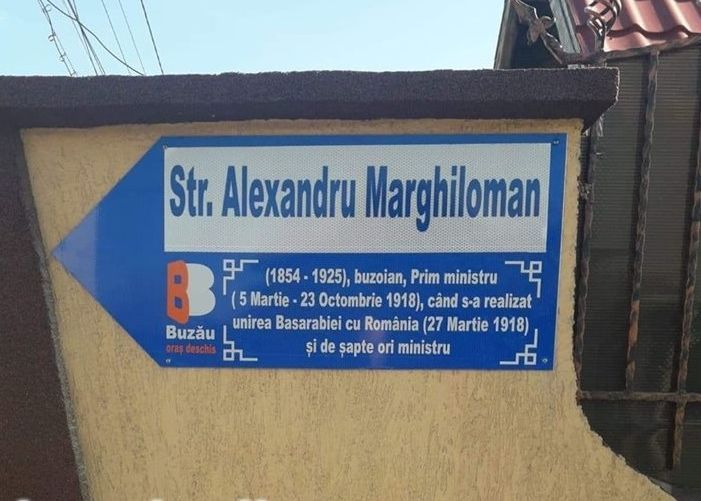 Str. Alexandru Marghiloman
BB
Buzău
oraș deschis
(1854 - 1925), buzoian, Prim ministru
( 5 Martie - 23 Octombrie 1918), când s-a realizat
unirea Basarabiei cu România (27 Martie 1918)
și de șapte ori ministru